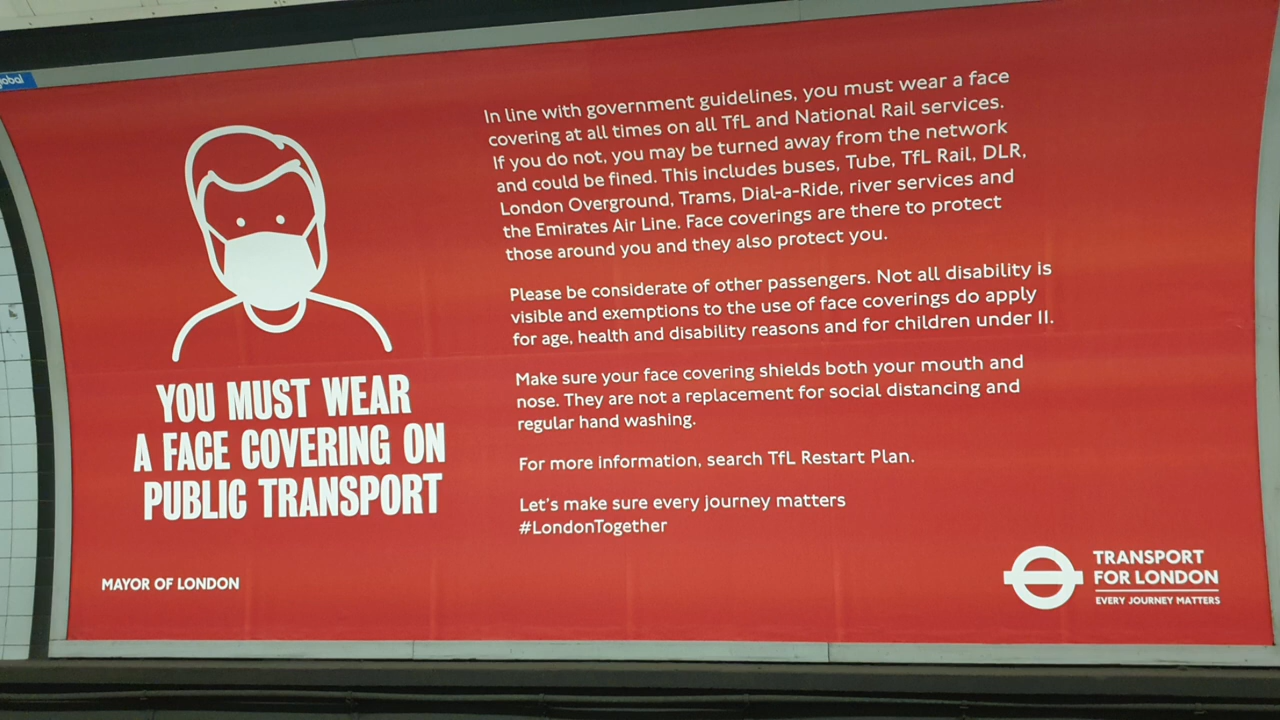 obal
YOU MUST WEAR
A FACE COVERING ON
PUBLIC TRANSPORT
MAYOR OF LONDON
In line with government guidelines, you must wear a face
covering at all times on all TfL and National Rail services.
If you do not, you may be turned away from the network
and could be fined. This includes buses, Tube, TfL Rail, DLR,
London Overground, Trams, Dial-a-Ride, river services and
the Emirates Air Line. Face coverings are there to protect
those around you and they also protect you.
Please be considerate of other passengers. Not all disability is
visible and exemptions to the use of face coverings do apply
for age, health and disability reasons and for children under 11.
Make sure your face covering shields both your mouth and
nose. They are not a replacement for social distancing and
regular hand washing.
For more information, search TfL Restart Plan.
Let's make sure every journey matters
#LondonTogether
TRANSPORT
FOR LONDON
EVERY JOURNEY MATTERS